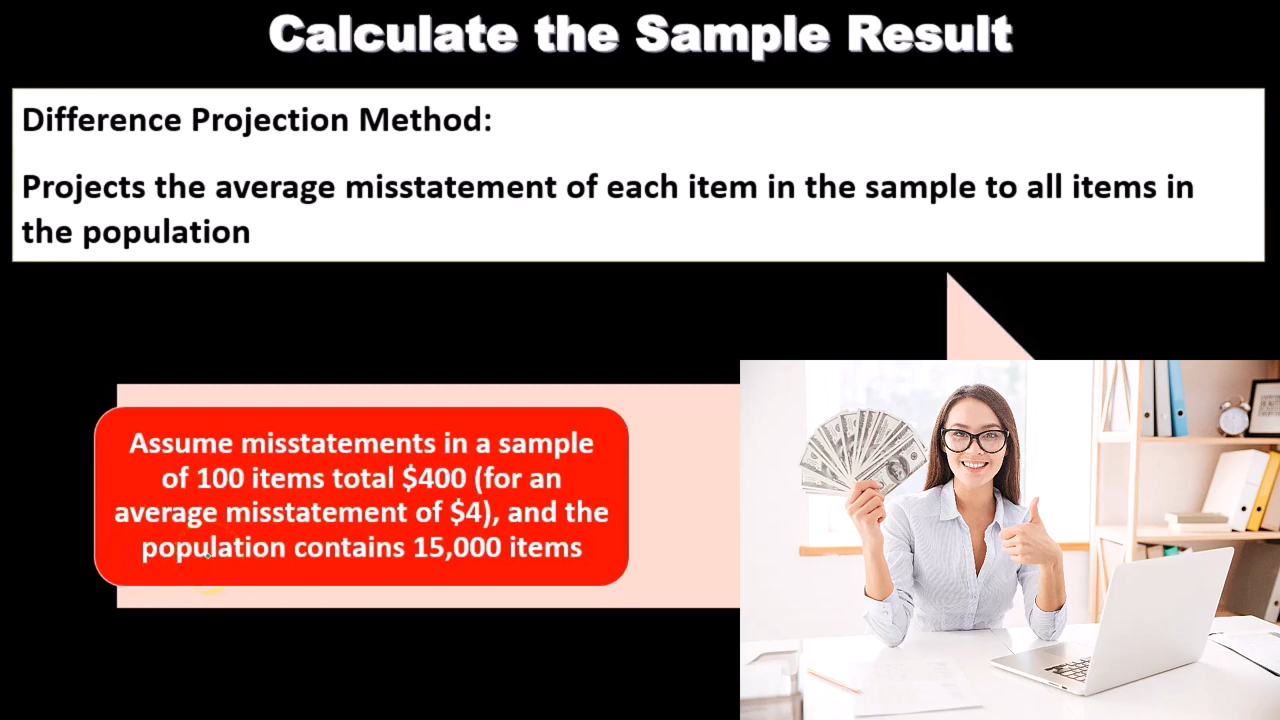 Calculate the Sample Result
Difference Projection Method:
Projects the average misstatement of each item in the sample to all items in
the population
Assume misstatements in a sample
of 100 items total $400 (for an
average misstatement of $4), and the
population contains 15,000 items